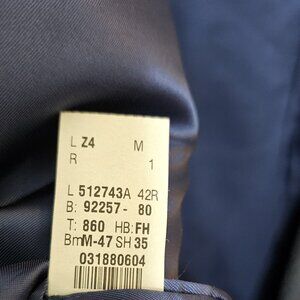 L Z4 M
R 1
L 512743A 42R
B: 92257- 80
T: 860 HB: FH
BmM-47 SH 35
031880604